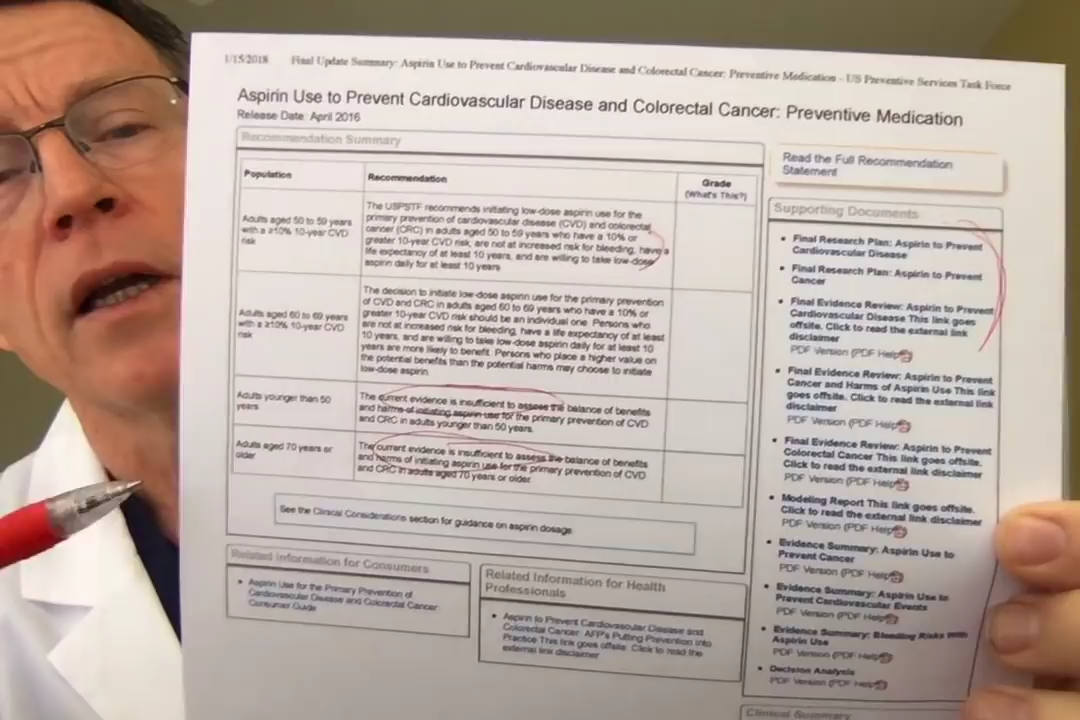 1/15/2018 Final Update Summary: Aspirin Use to Prevent Cardiovascular Disease and Colorectal Cancer: Preventive Medication - US Preventive Services Task Force
Aspirin Use to Prevent Cardiovascular Disease and Colorectal Cancer: Preventive Medication
Release Date: April 2016
Recommendation Summary
Population
Recommendation
Grade
(What's This?)
Adults aged 50 to 59 years
with a ≥10% 10-year CVD
risk
The USPSTF recommends initiating low-dose aspirin use for the
primary prevention of cardiovascular disease (CVD) and colorectal
cancer (CRC) in adults aged 50 to 59 years who have a 10% or
greater 10-year CVD risk, are not at increased risk for bleeding, have a
life expectancy of at least 10 years, and are willing to take low-dose
aspirin daily for at least 10 years.
Adults aged 60 to 69 years
with a ≥10% 10-year CVD
risk
The decision to initiate low-dose aspirin use for the primary prevention
of CVD and CRC in adults aged 60 to 69 years who have a 10% or
greater 10-year CVD risk should be an individual one. Persons who
are not at increased risk for bleeding, have a life expectancy of at least
10 years, and are willing to take low-dose aspirin daily for at least 10
years are more likely to benefit. Persons who place a higher value on
the potential benefits than the potential harms may choose to initiate
low-dose aspirin.
Adults younger than 50
years
The current evidence is insufficient to assess the balance of benefits
and harms of initiating aspirin use for the primary prevention of CVD
and CRC in adults younger than 50 years.
Adults aged 70 years or
older
The current evidence is insufficient to assess the balance of benefits
and harms of initiating aspirin use for the primary prevention of CVD
and CRC in adults aged 70 years or older.
See the Clinical Considerations section for guidance on aspirin dosage
Related Information for Consumers
• Aspirin Use for the Primary Prevention of
Cardiovascular Disease and Colorectal Cancer:
Consumer Guide
Related Information for Health
Professionals
• Aspirin to Prevent Cardiovascular Disease and
Colorectal Cancer: AFP's Putting Prevention into
Practice This link goes offsite. Click to read the
external link disclaimer
Read the Full Recommendation
Statement
Supporting Documents
• Final Research Plan: Aspirin to Prevent
Cardiovascular Disease
• Final Research Plan: Aspirin to Prevent
Cancer
• Final Evidence Review: Aspirin to Prevent
Cardiovascular Disease This link goes
offsite. Click to read the external link
disclaimer
PDF Version (PDF Help)
• Final Evidence Review: Aspirin to Prevent
Cancer and Harms of Aspirin Use This link
goes offsite. Click to read the external link
disclaimer
PDF Version (PDF Help)
• Final Evidence Review: Aspirin to Prevent
Colorectal Cancer This link goes offsite.
Click to read the external link disclaimer
PDF Version (PDF Help)
• Modeling Report This link goes offsite.
Click to read the external link disclaimer
PDF Version (PDF Help)
• Evidence Summary: Aspirin Use to
Prevent Cancer
PDF Version (PDF Help)
• Evidence Summary: Aspirin Use to
Prevent Cardiovascular Events
PDF Version (PDF Help)
• Evidence Summary: Bleeding Risks With
Aspirin Use
PDF Version (PDF Help)
• Decision Analysis
PDF Version (PDF Help)
Clinical Summary